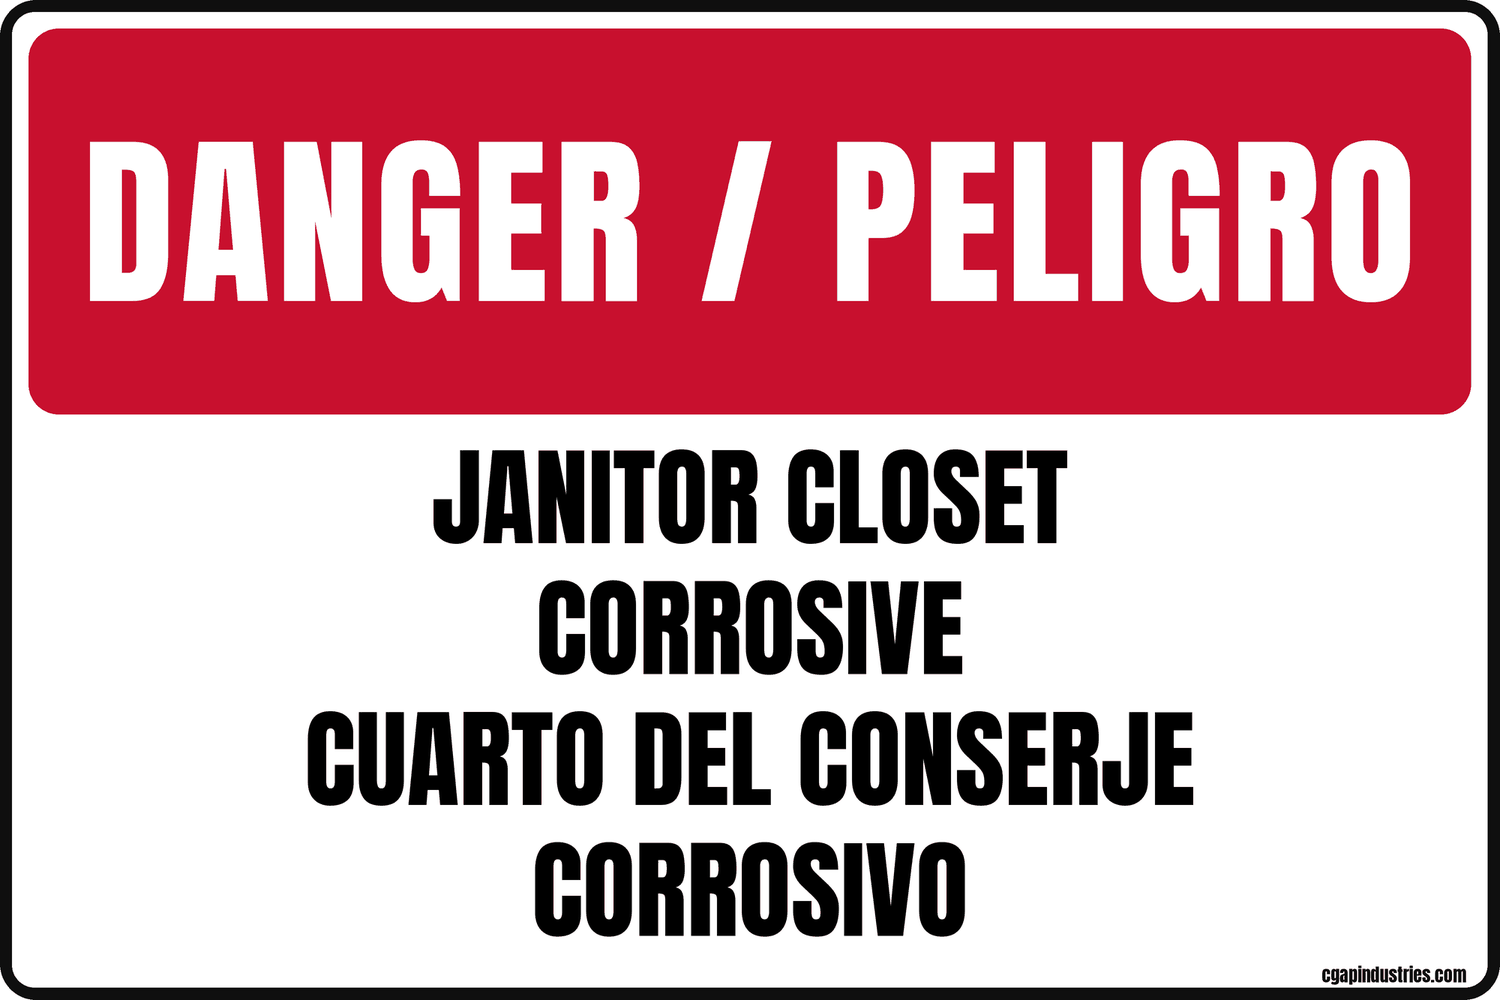 DANGER / PELIGRO
JANITOR CLOSET
CORROSIVE
CUARTO DEL CONSERJE
CORROSIVO
cgapindustries.com